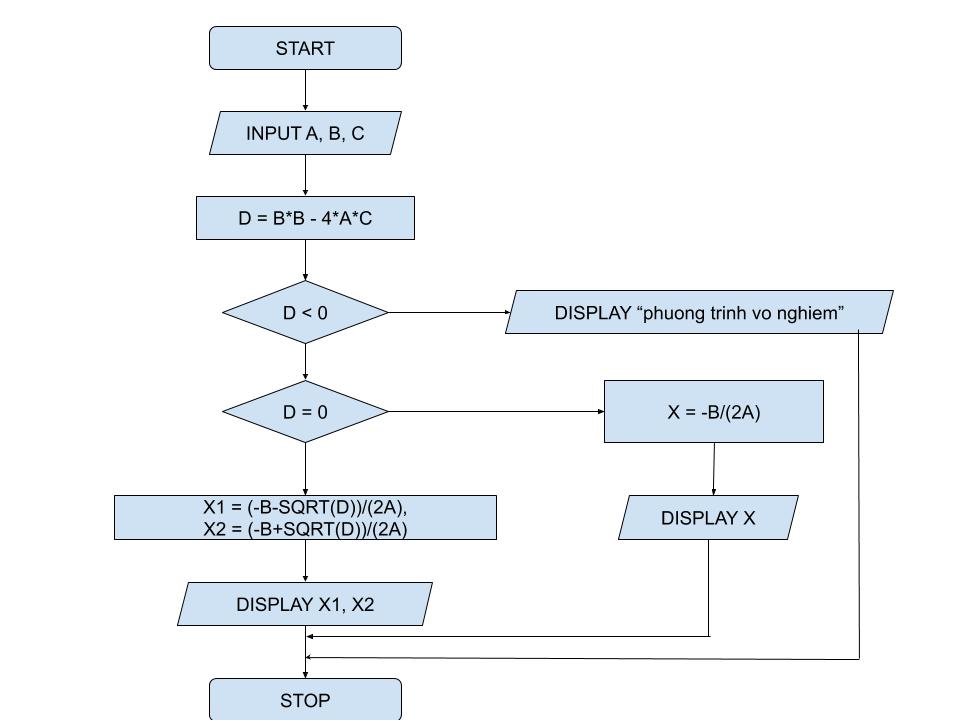 START
INPUT A, B, C
D = B*B - 4*A*C
D < 0
DISPLAY “phuong trinh vo nghiem”
D = 0
X = -B/(2A)
X1 = (-B-SQRT(D))/(2A),
X2 = (-B+SQRT(D))/(2A)
DISPLAY X
DISPLAY X1, X2
STOP